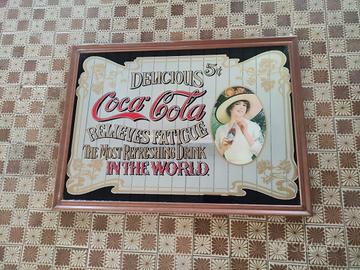 DELICIOUS 5¢
Coca-Cola
RELIEVES FATIGUE
THE MOST REFRESHING DRINK
IN THE WORLD